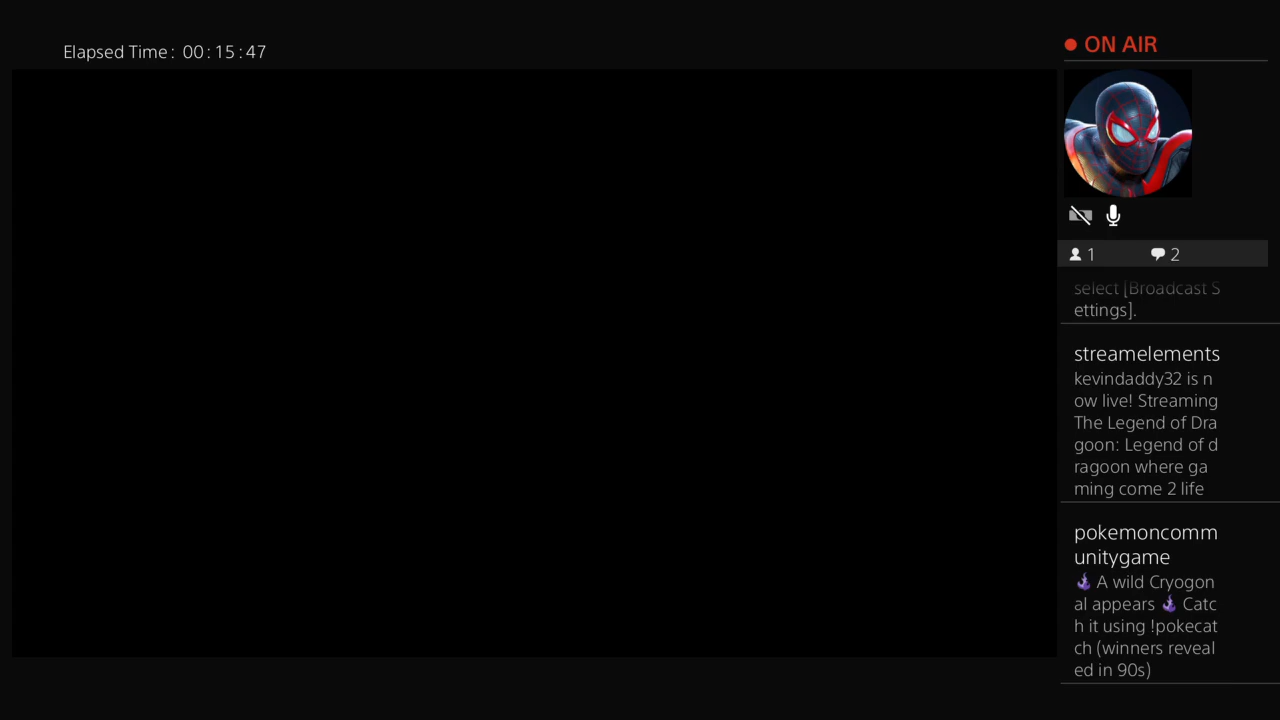 Elapsed Time: 00:15:47
ON AIR
1 2
select [Broadcast S
ettings].
streamelements
kevindaddy32 is n
ow live! Streaming
The Legend of Dra
goon: Legend of d
ragoon where ga
ming come 2 life
pokemoncomm
unitygame
A wild Cryogon
al appears Catc
h it using !pokecat
ch (winners reveal
ed in 90s)